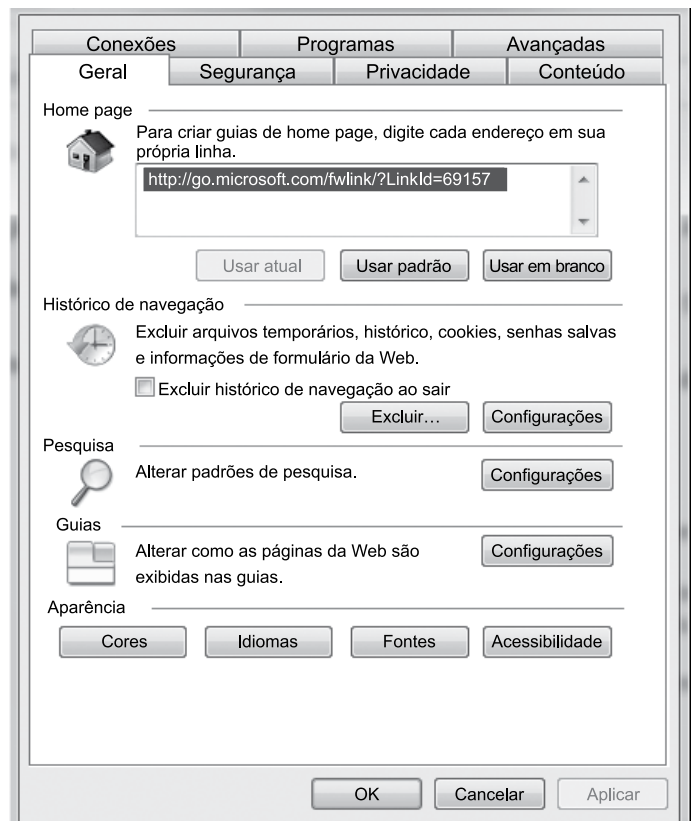 Conexões Programas Avançadas
Geral Segurança Privacidade Conteúdo
Home page
Para criar guias de home page, digite cada endereço em sua
própria linha.
http://go.microsoft.com/fwlink/?LinkId=69157
Usar atual Usar padrão Usar em branco
Histórico de navegação
Excluir arquivos temporários, histórico, cookies, senhas salvas
e informações de formulário da Web.
Excluir histórico de navegação ao sair
Excluir... Configurações
Pesquisa
Alterar padrões de pesquisa.
Configurações
Guias
Alterar como as páginas da Web são
exibidas nas guias.
Configurações
Aparência
Cores Idiomas Fontes Acessibilidade
OK Cancelar Aplicar